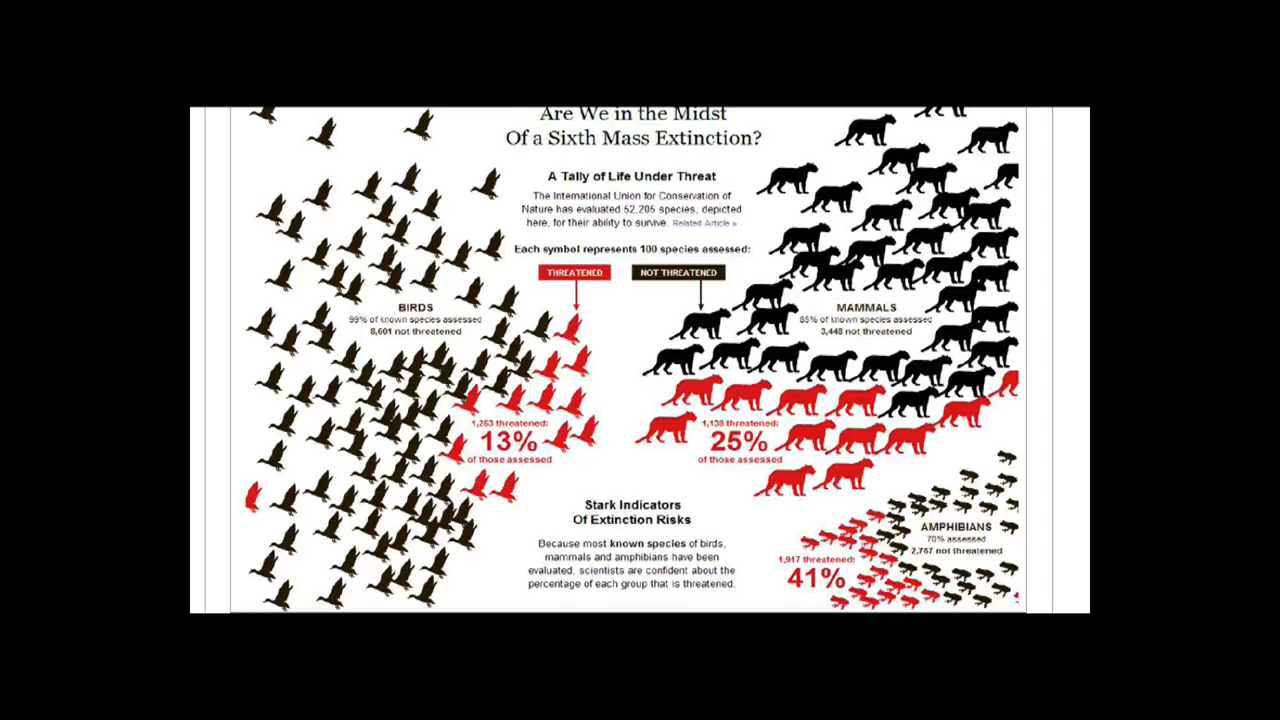 Are We in the Midst
Of a Sixth Mass Extinction?
A Tally of Life Under Threat
The International Union for Conservation of
Nature has evaluated 52,205 species, depicted
here, for their ability to survive. Related Article »
Each symbol represents 100 species assessed:
THREATENED
NOT THREATENED
BIRDS
99% of known species assessed
8,601 not threatened
MAMMALS
85% of known species assessed
3,448 not threatened
1,253 threatened:
13%
of those assessed
1,138 threatened:
25%
of those assessed
Stark Indicators
Of Extinction Risks
Because most known species of birds,
mammals and amphibians have been
evaluated, scientists are confident about the
percentage of each group that is threatened.
AMPHIBIANS
70% assessed
2,767 not threatened
1,917 threatened:
41%